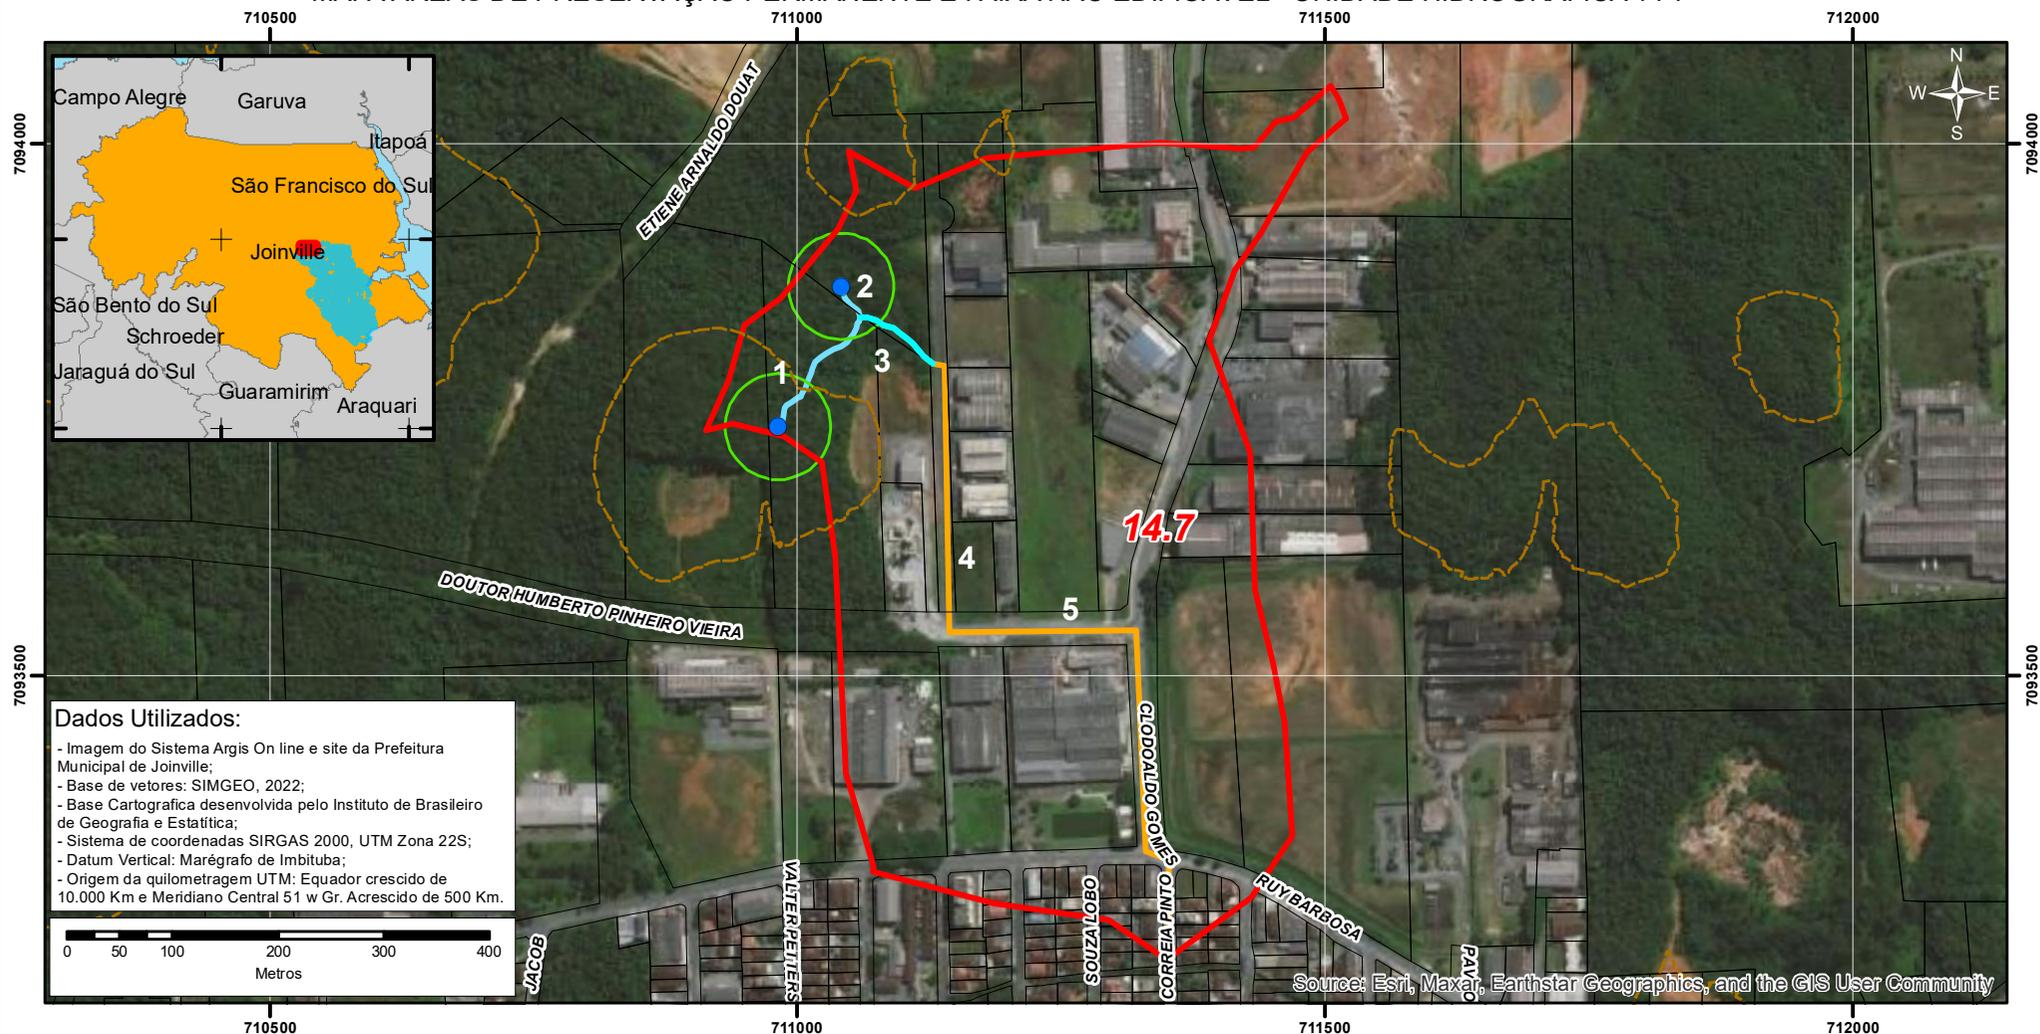 710500
711000
711500
712000
7094000
7094000
7093500
7093500
N
W
E
S
Campo Alegre
Garuva
Itapoá
São Francisco do Sul
Joinville
São Bento do Sul
Schroeder
Jaraguá do Sul
Guaramirim
Araquari
ETIENE ARNALDO DOUAT
2
1
3
4
5
14.7
DOUTOR HUMBERTO PINHEIRO VIEIRA
CLODOALDO GOMES
RUY BARBOSA
VALTER PETTERS
SOUZA LOBO
CORREIA PINTO
JACOB
Dados Utilizados:
- Imagem do Sistema Argis On line e site da Prefeitura
Municipal de Joinville;
- Base de vetores: SIMGEO, 2022;
- Base Cartografica desenvolvida pelo Instituto de Brasileiro
de Geografia e Estatítica;
- Sistema de coordenadas SIRGAS 2000, UTM Zona 22S;
- Datum Vertical: Marégrafo de Imbituba;
- Origem da quilometragem UTM: Equador crescido de
10.000 Km e Meridiano Central 51 w Gr. Acrescido de 500 Km.
0 50 100 200 300 400
Metros
Source: Esri, Maxar, Earthstar Geographics, and the GIS User Community
710500
711000
711500
712000